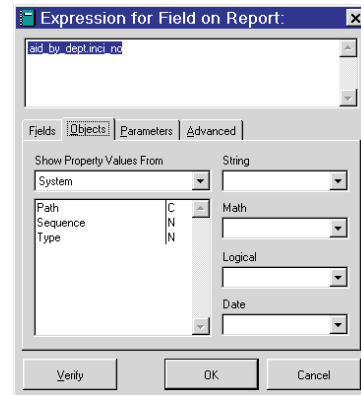 Expression for Field on Report:
aid_by_dept.inci_no
Fields Objects Parameters Advanced
Show Property Values From
String
System
Path C
Sequence N
Type N
Math
Logical
Date
Verify OK Cancel